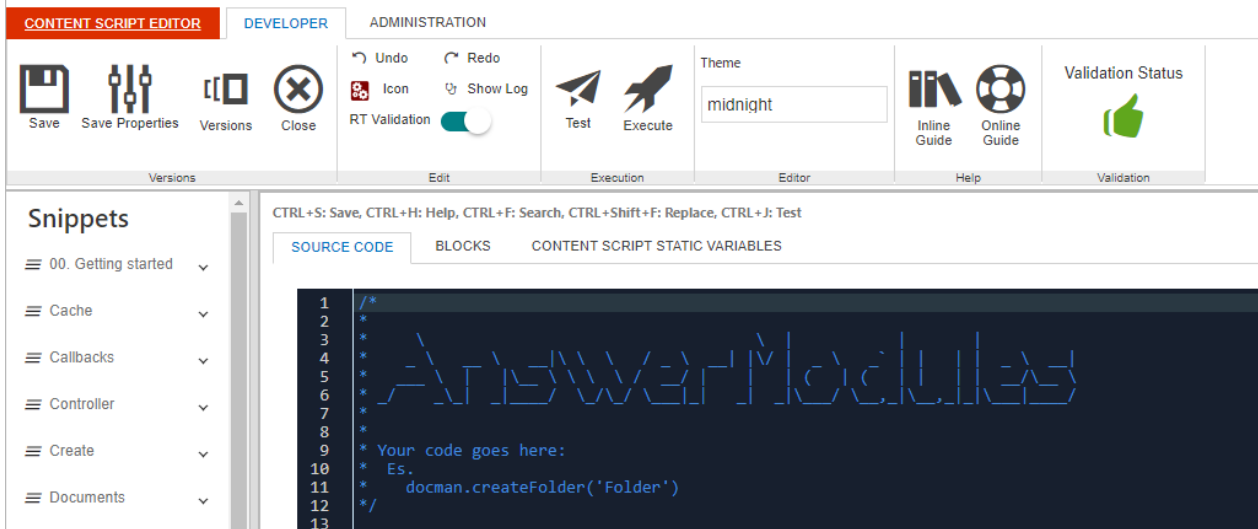 CONTENT SCRIPT EDITOR DEVELOPER ADMINISTRATION
Undo Redo Theme Validation Status
Icon Show Log midnight
Save Save Properties Versions Close RT Validation Test Execute Inline Guide Online Guide
Versions Edit Execution Editor Help Validation
Snippets
CTRL+S: Save, CTRL+H: Help, CTRL+F: Search, CTRL+Shift+F: Replace, CTRL+J: Test
SOURCE CODE BLOCKS CONTENT SCRIPT STATIC VARIABLES
00. Getting started
Cache
Callbacks
Controller
Create
Documents
1 /*
2 *
3 *
4 *
5 * AnswerModules
6 *
7 *
8 *
9 * Your code goes here:
10 * Es.
11 * docman.createFolder('Folder')
12 */
13